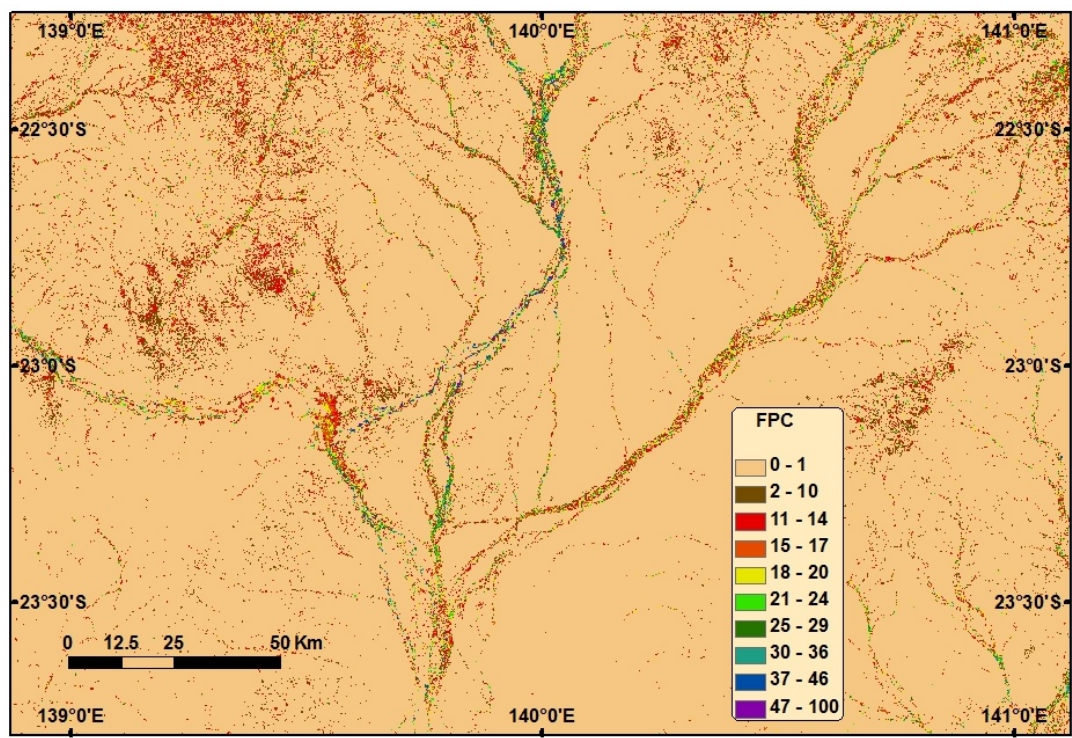 139°0'E 140°0'E 141°0'E
22°30'S 22°30'S
23°0'S 23°0'S
FPC
0 - 1
2 - 10
11 - 14
15 - 17
18 - 20
21 - 24
25 - 29
30 - 36
37 - 46
47 - 100
23°30'S 23°30'S
0 12.5 25 50 Km
139°0'E 140°0'E 141°0'E